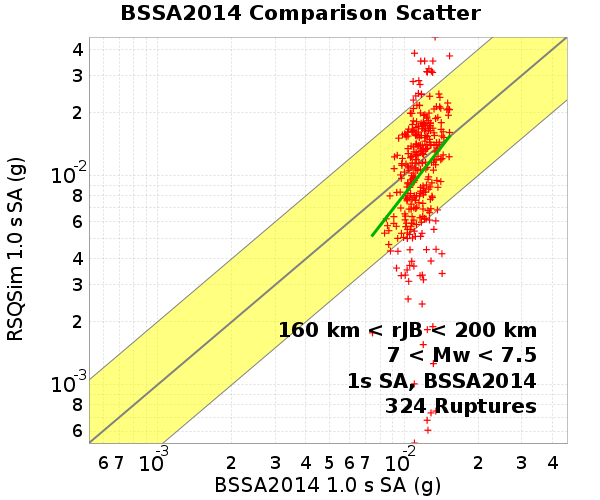 BSSA2014 Comparison Scatter
RSQSim 1.0 s SA (g)
4
3
2
10-2
8
6
4
3
2
10-3
8
6
160 km < rJB < 200 km
7 < Mw < 7.5
1s SA, BSSA2014
324 Ruptures
6 7 10-3 2 3 4 5 6 7 10-2 2 3 4
BSSA2014 1.0 s SA (g)